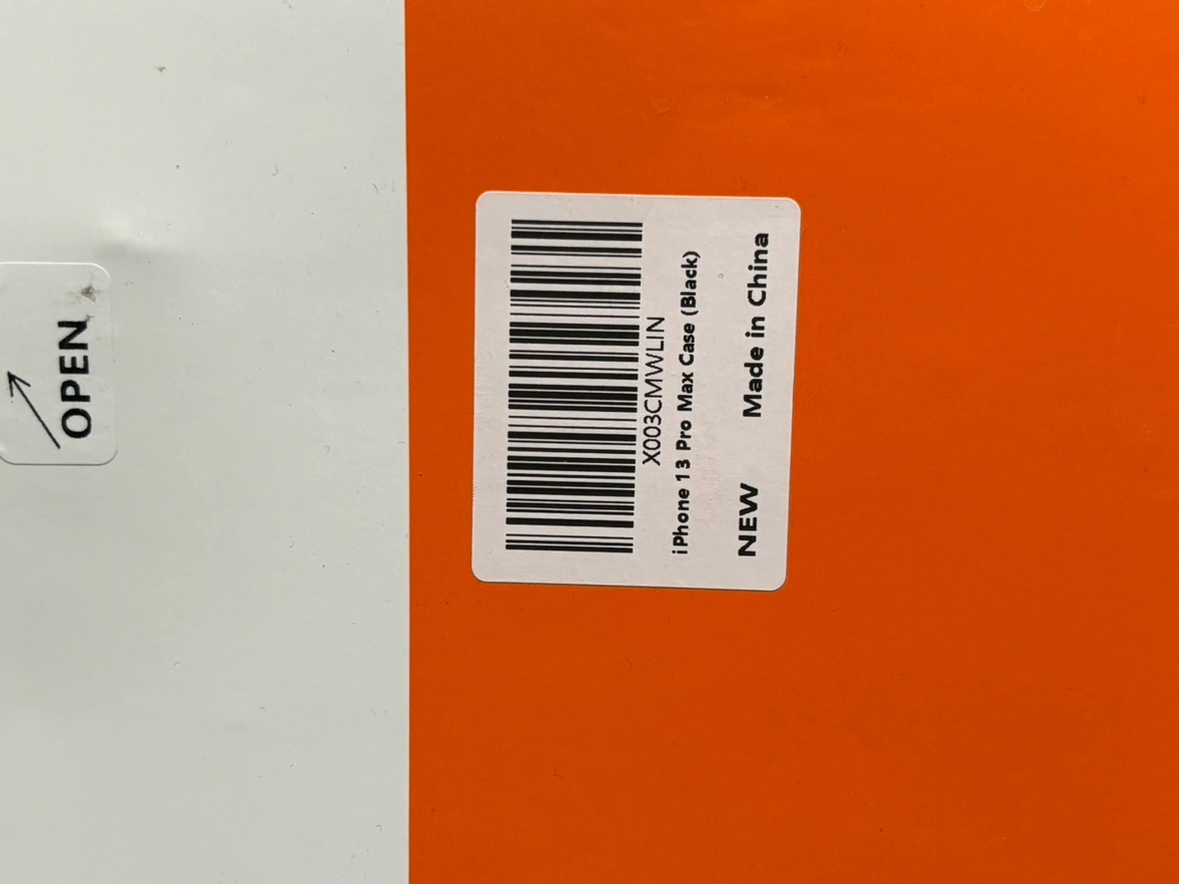 OPEN
X003CMWLIN
iPhone 13 Pro Max Case (Black)
NEW Made in China